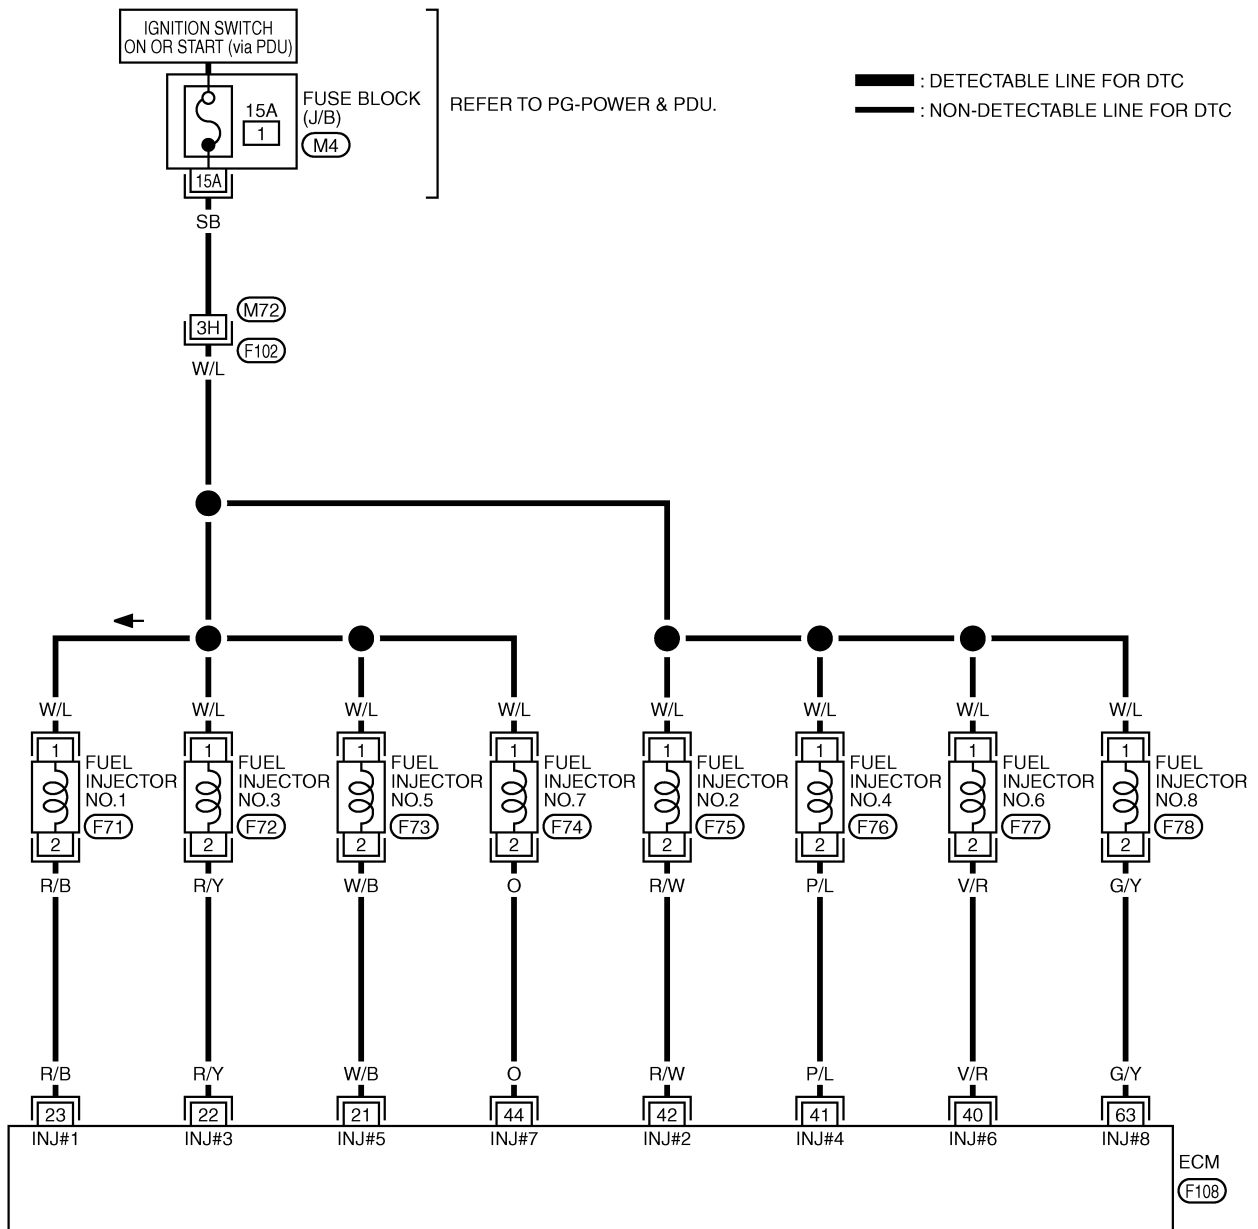 IGNITION SWITCH
ON OR START (via PDU)
15A
1
FUSE BLOCK
(J/B)
M4
REFER TO PG-POWER & PDU.
: DETECTABLE LINE FOR DTC
: NON-DETECTABLE LINE FOR DTC
15A
SB
M72
3H
F102
W/L
W/L W/L W/L W/L W/L W/L W/L W/L
1 1 1 1 1 1 1 1
FUEL
INJECTOR
NO.1
F71
FUEL
INJECTOR
NO.3
F72
FUEL
INJECTOR
NO.5
F73
FUEL
INJECTOR
NO.7
F74
FUEL
INJECTOR
NO.2
F75
FUEL
INJECTOR
NO.4
F76
FUEL
INJECTOR
NO.6
F77
FUEL
INJECTOR
NO.8
F78
2 2 2 2 2 2 2 2
R/B R/Y W/B O R/W P/L V/R G/Y
R/B R/Y W/B O R/W P/L V/R G/Y
23 22 21 44 42 41 40 63
INJ#1 INJ#3 INJ#5 INJ#7 INJ#2 INJ#4 INJ#6 INJ#8
ECM
F108